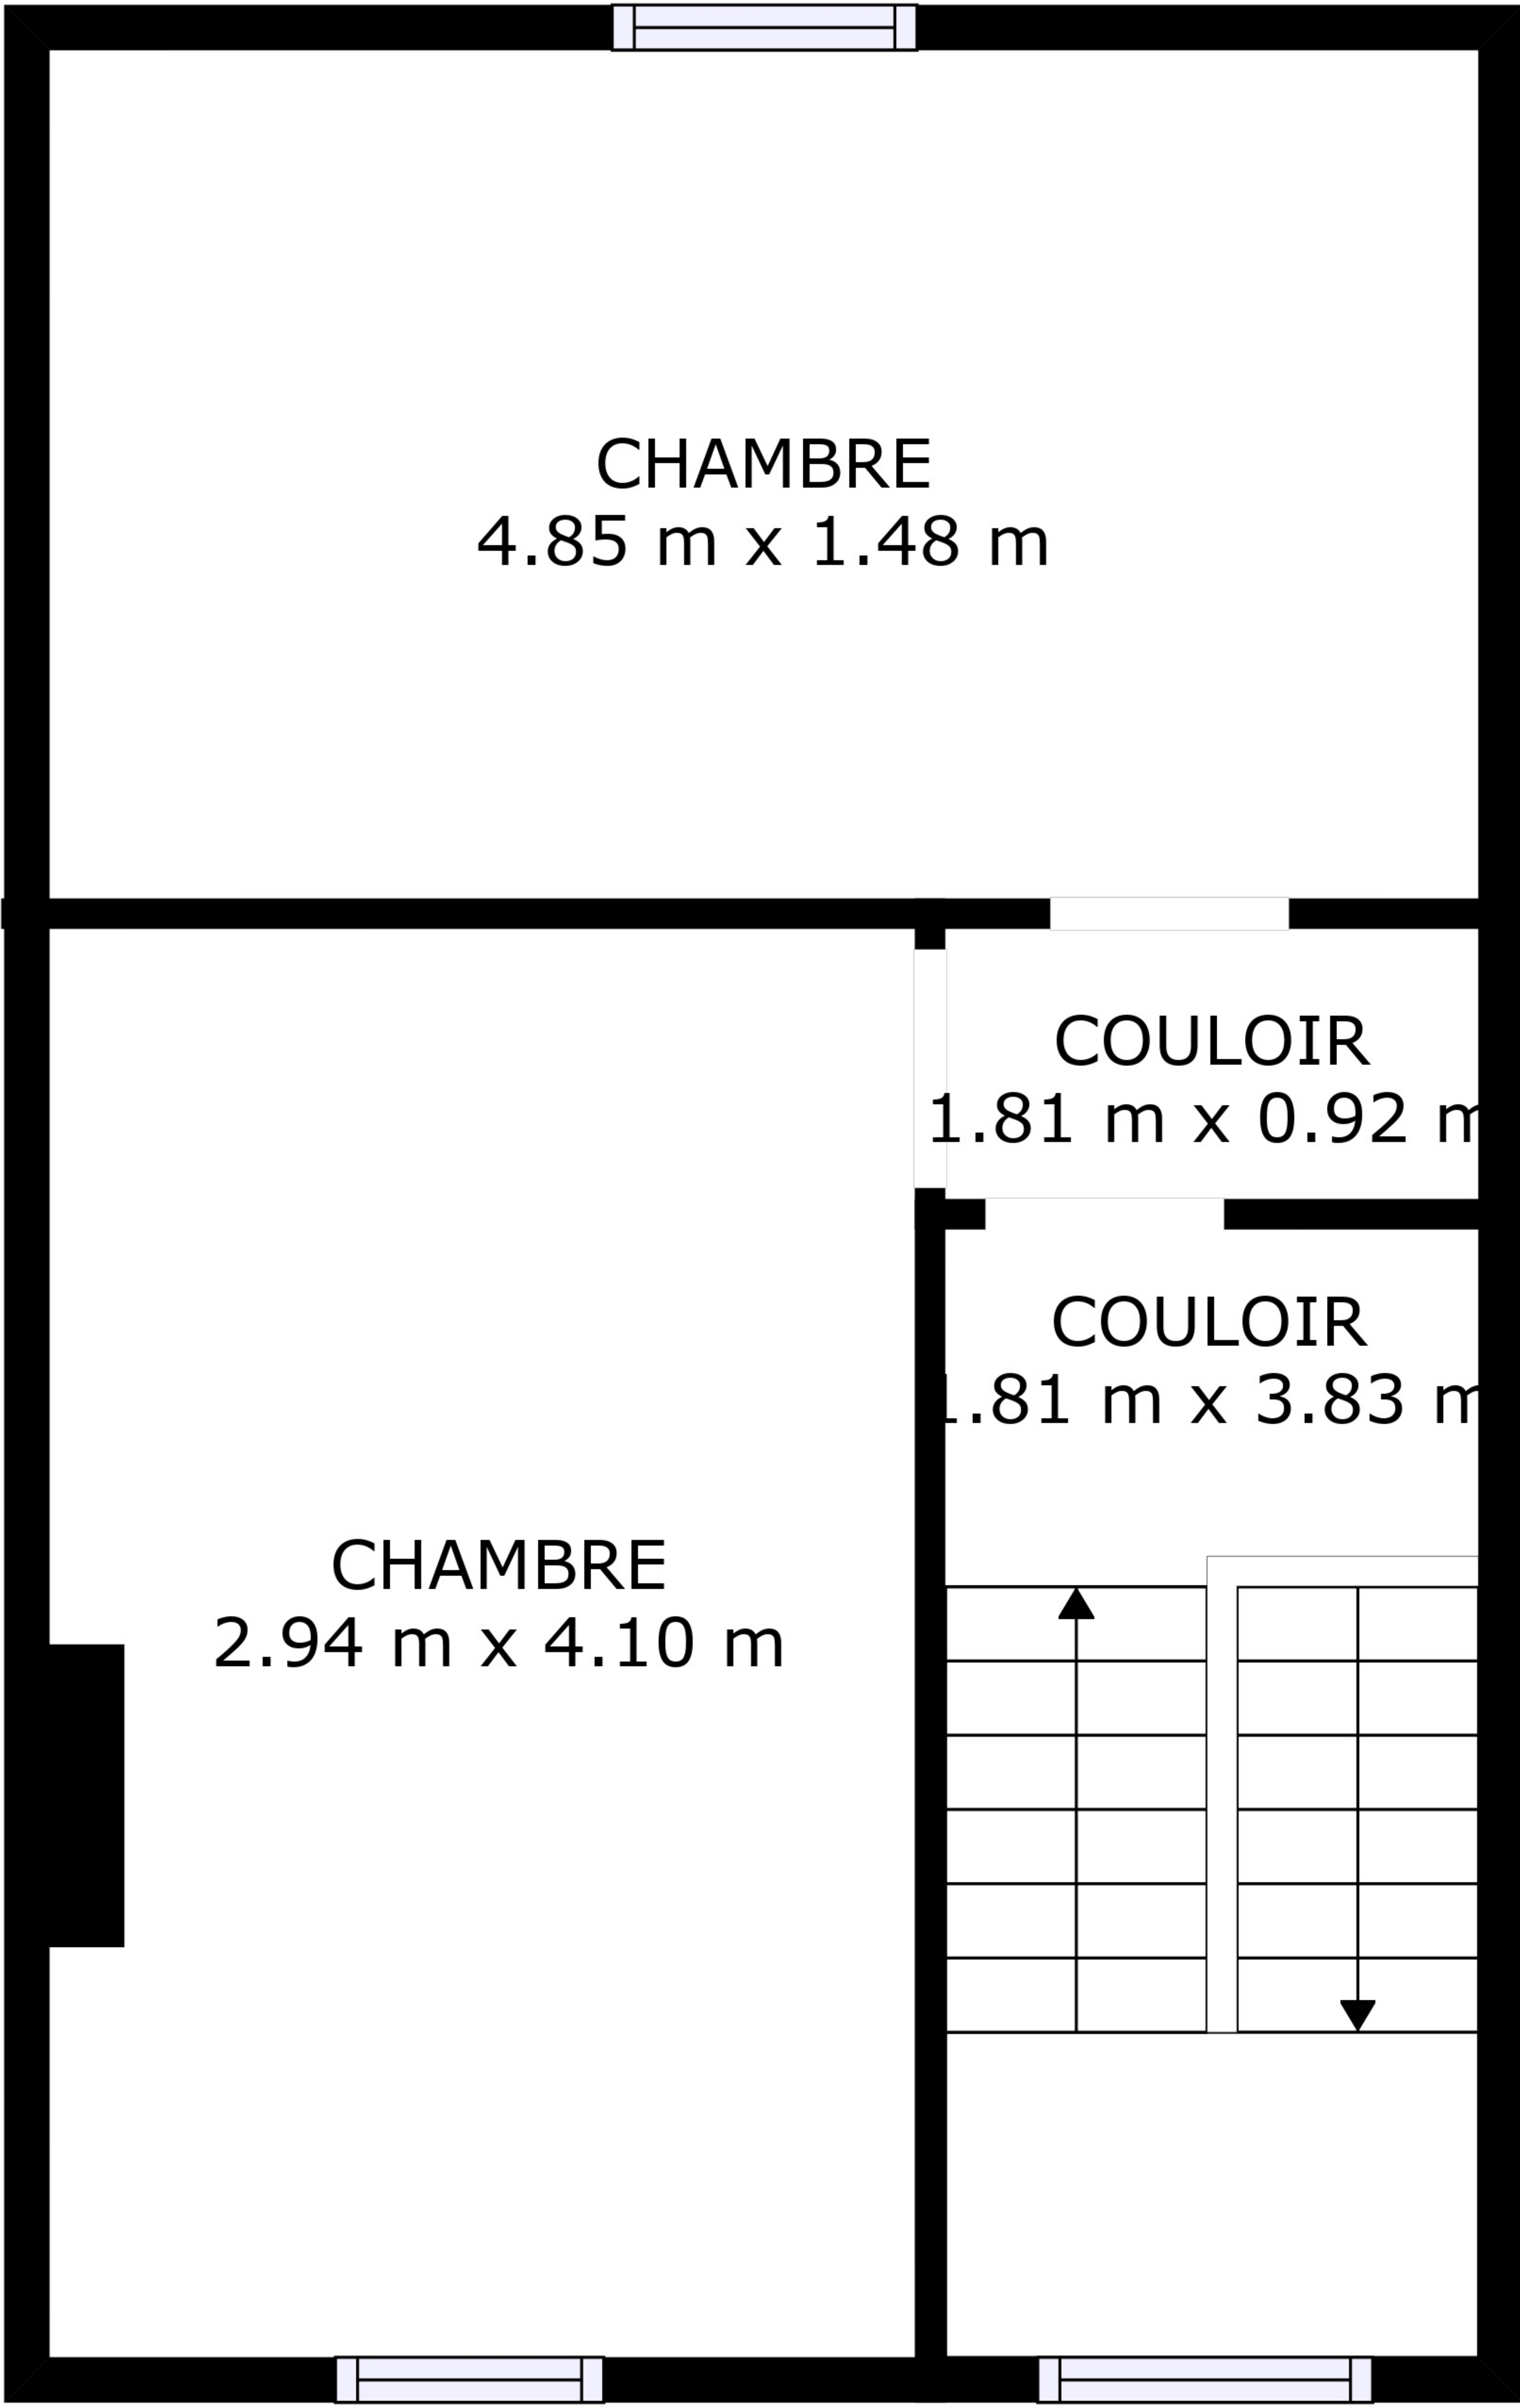 CHAMBRE
4.85 m x 1.48 m
COULOIR
1.81 m x 0.92 m
COULOIR
1.81 m x 3.83 m
CHAMBRE
2.94 m x 4.10 m